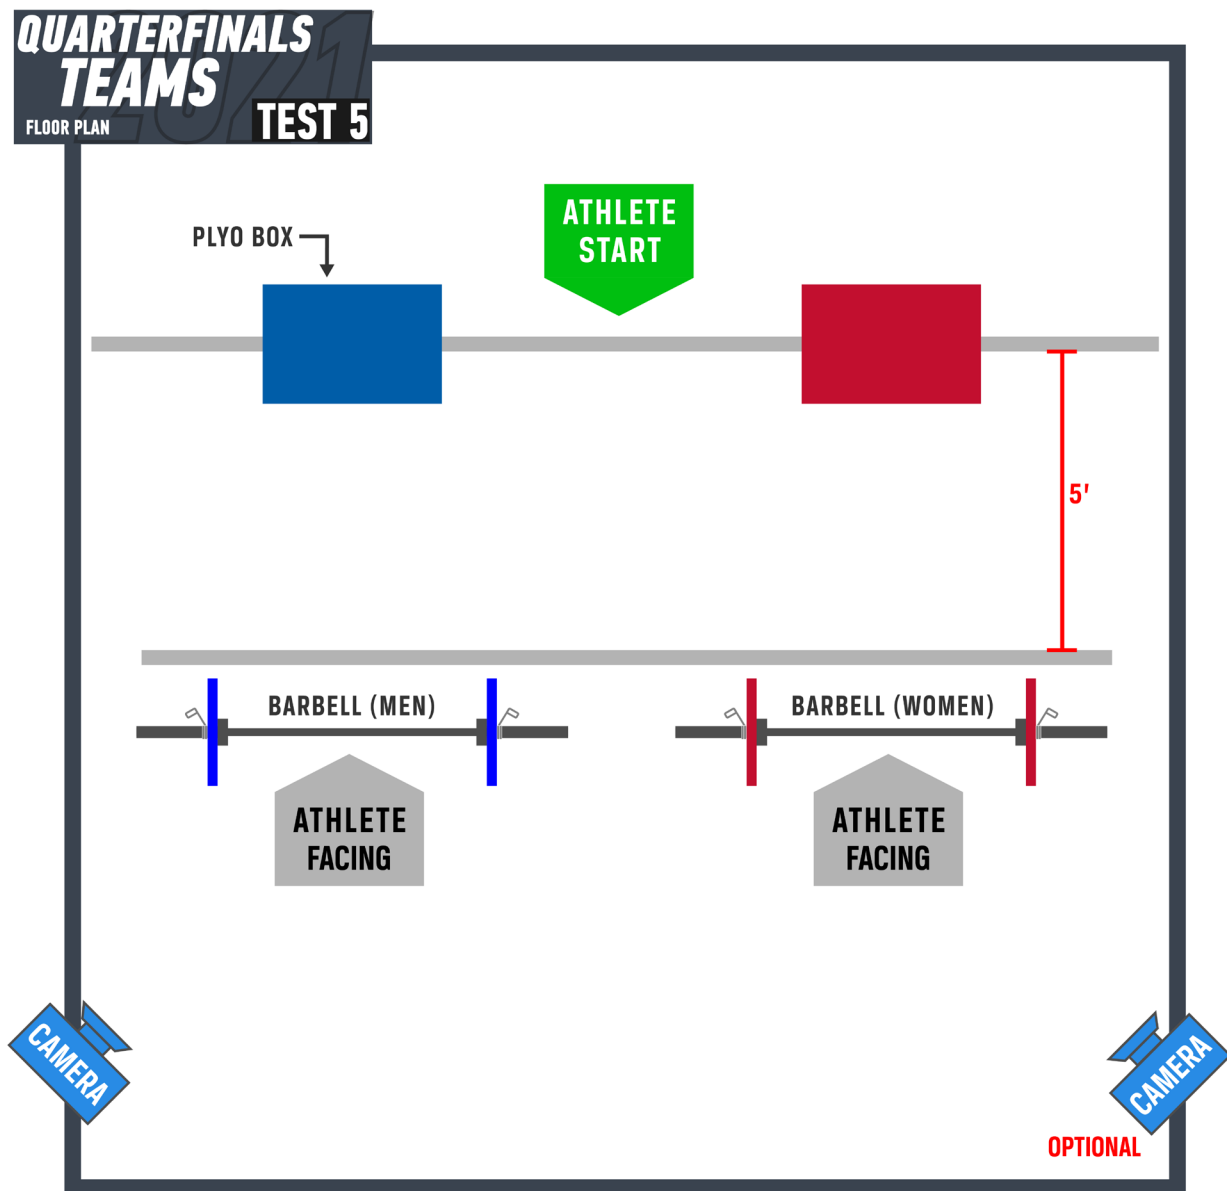 QUARTERFINALS
TEAMS
2021
FLOOR PLAN
TEST 5
PLYO BOX
ATHLETE
START
5'
BARBELL (MEN)
BARBELL (WOMEN)
ATHLETE
FACING
ATHLETE
FACING
CAMERA
CAMERA
OPTIONAL